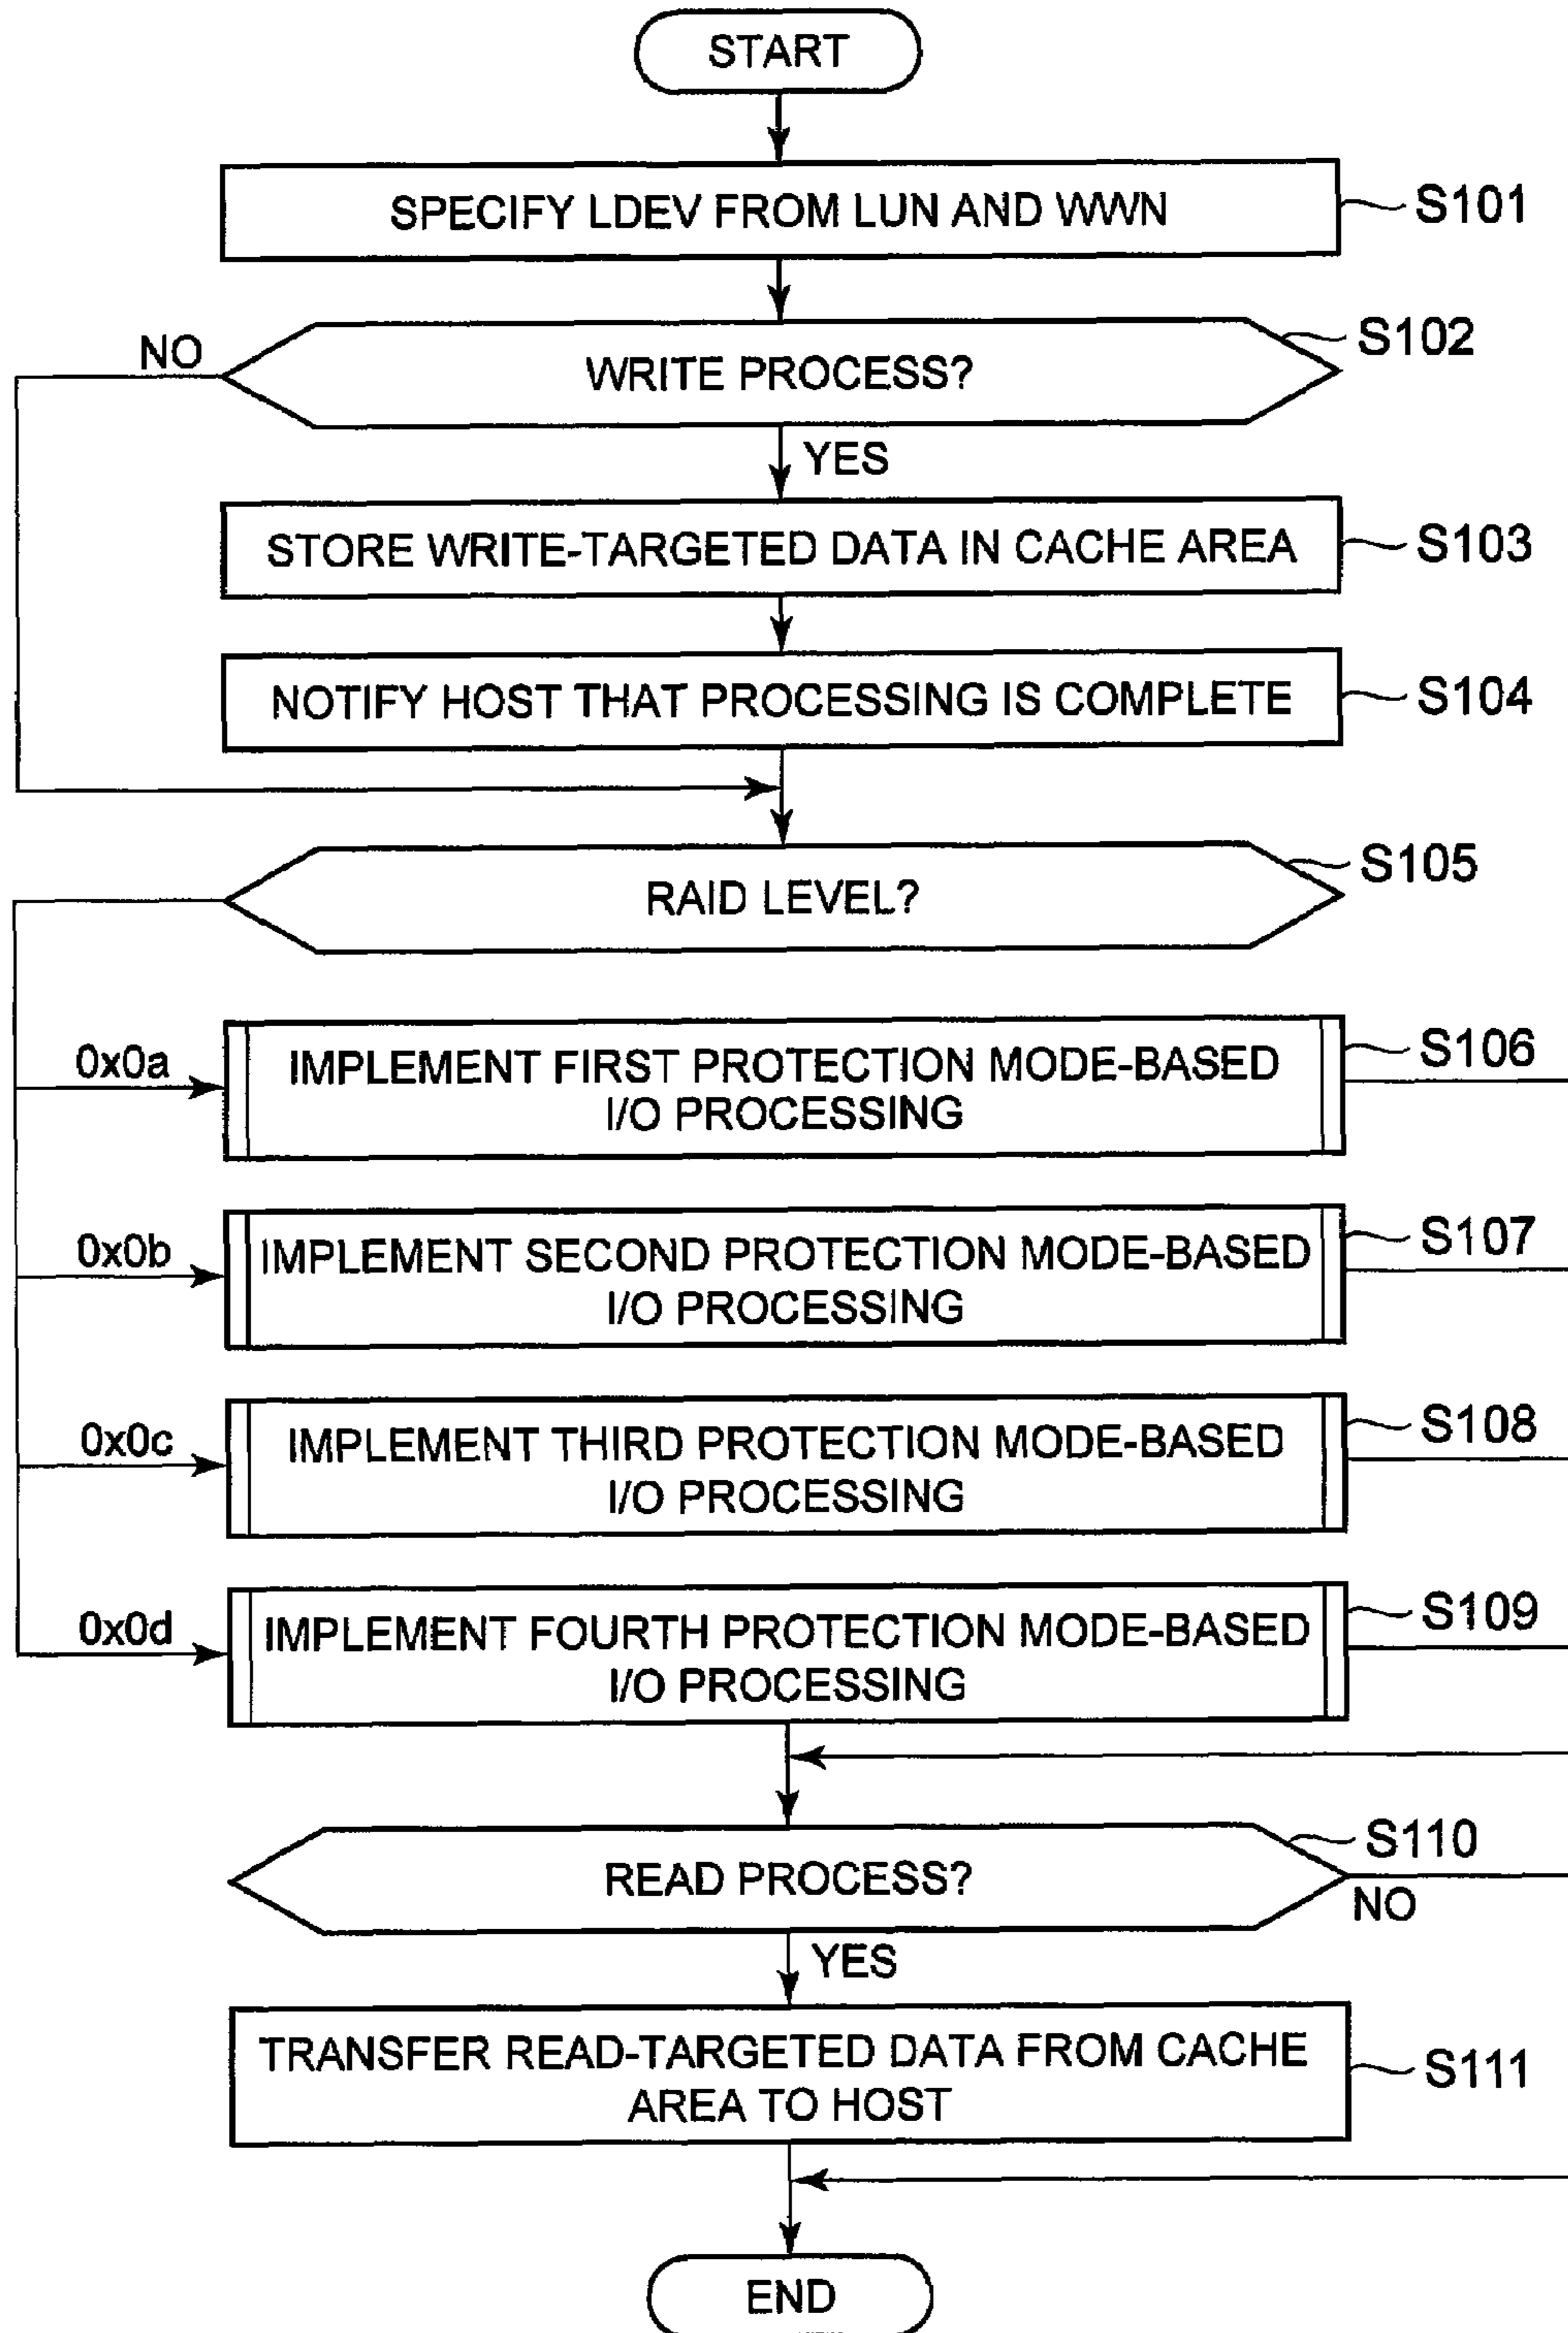 START
SPECIFY LDEV FROM LUN AND WWN
S101
WRITE PROCESS?
S102
NO
YES
STORE WRITE-TARGETED DATA IN CACHE AREA
S103
NOTIFY HOST THAT PROCESSING IS COMPLETE
S104
RAID LEVEL?
S105
0x0a
IMPLEMENT FIRST PROTECTION MODE-BASED
I/O PROCESSING
S106
0x0b
IMPLEMENT SECOND PROTECTION MODE-BASED
I/O PROCESSING
S107
0x0c
IMPLEMENT THIRD PROTECTION MODE-BASED
I/O PROCESSING
S108
0x0d
IMPLEMENT FOURTH PROTECTION MODE-BASED
I/O PROCESSING
S109
READ PROCESS?
S110
NO
YES
TRANSFER READ-TARGETED DATA FROM CACHE
AREA TO HOST
S111
END